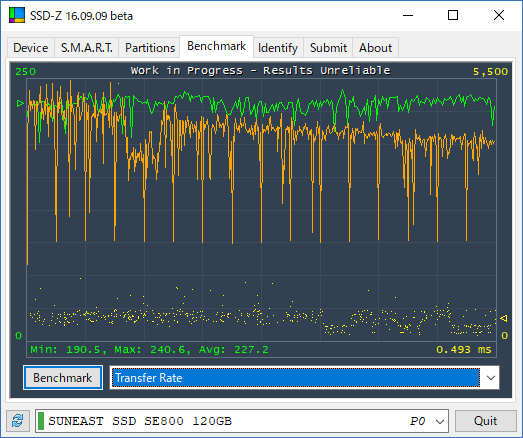 SSD-Z 16.09.09 beta
Device S.M.A.R.T. Partitions Benchmark Identify Submit About
250 Work in Progress - Results Unreliable 5,500
0 0
Min: 190.5, Max: 240.6, Avg: 227.2 0.493 ms
Benchmark Transfer Rate
SUNEAST SSD SE800 120GB P0 Quit